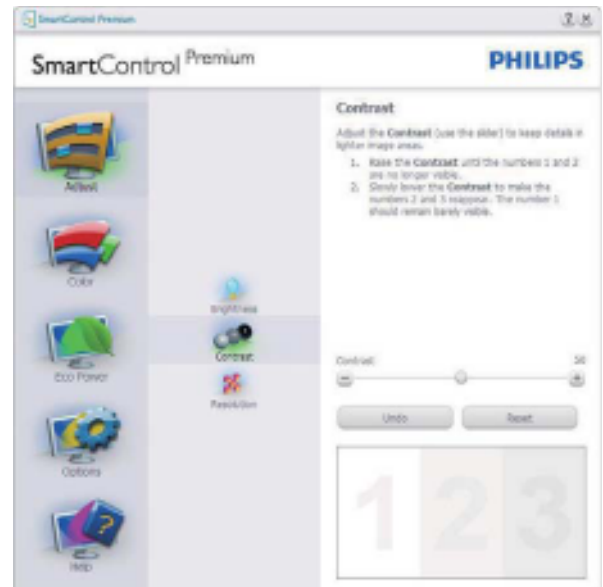 SmartControl Premium
SmartControl Premium
PHILIPS
Adjust
Color
Eco Power
Options
Help
Brightness
Contrast
Resolution
Contrast
Adjust the Contrast (use the slider) to keep details in
lighter image areas.
1. Raise the Contrast until the numbers 1 and 2
are no longer visible.
2. Slowly lower the Contrast to make the
numbers 2 and 3 reappear. The number 1
should remain barely visible.
Contrast 50
Undo Reset
1 2 3